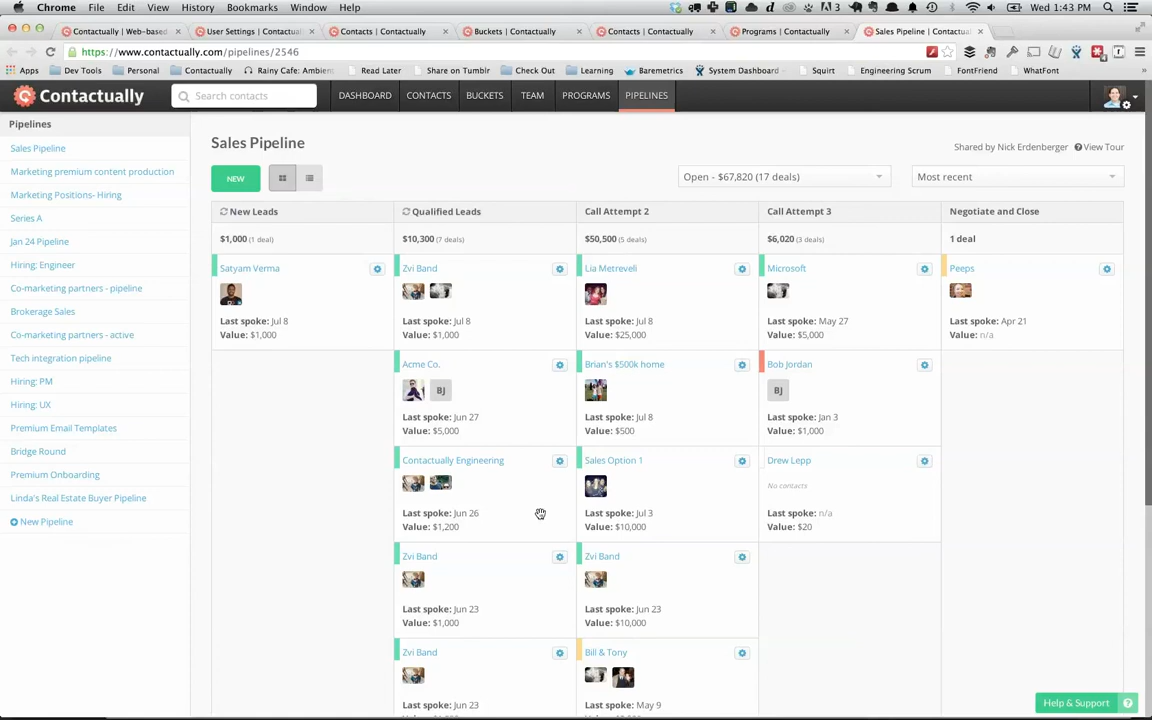 Chrome File Edit View History Bookmarks Window Help
3 Wed 1:43 PM
Contactually | Web-based
User Settings | Contactual
Contacts | Contactually
Buckets | Contactually
Contacts | Contactually
Programs | Contactually
Sales Pipeline | Contactual
https://www.contactually.com/pipelines/2546
Apps Dev Tools Personal Contactually Rainy Cafe: Ambient Read Later Share on Tumblr Check Out Learning Baremetrics System Dashboard Squirt Engineering Scrum FontFriend WhatFont
Contactually
Search contacts
DASHBOARD CONTACTS BUCKETS TEAM PROGRAMS PIPELINES
Pipelines
Sales Pipeline
Marketing premium content production
Marketing Positions- Hiring
Series A
Jan 24 Pipeline
Hiring: Engineer
Co-marketing partners - pipeline
Brokerage Sales
Co-marketing partners - active
Tech integration pipeline
Hiring: PM
Hiring: UX
Premium Email Templates
Bridge Round
Premium Onboarding
Linda's Real Estate Buyer Pipeline
New Pipeline
Sales Pipeline
Shared by Nick Erdenberger ? View Tour
NEW
Open - $67,820 (17 deals)
Most recent
New Leads
$1,000 (1 deal)
Satyam Verma
Last spoke: Jul 8
Value: $1,000
Qualified Leads
$10,300 (7 deals)
Zvi Band
Last spoke: Jul 8
Value: $1,000
Acme Co.
BJ
Last spoke: Jun 27
Value: $5,000
Contactually Engineering
Last spoke: Jun 26
Value: $1,200
Zvi Band
Last spoke: Jun 23
Value: $1,000
Zvi Band
Last spoke: Jun 23
Call Attempt 2
$50,500 (5 deals)
Lia Metreveli
Last spoke: Jul 8
Value: $25,000
Brian's $500k home
Last spoke: Jul 8
Value: $500
Sales Option 1
Last spoke: Jul 3
Value: $10,000
Zvi Band
Last spoke: Jun 23
Value: $10,000
Bill & Tony
Last spoke: May 9
Call Attempt 3
$6,020 (3 deals)
Microsoft
Last spoke: May 27
Value: $5,000
Bob Jordan
BJ
Last spoke: Jan 3
Value: $1,000
Drew Lepp
No contacts
Last spoke: n/a
Value: $20
Negotiate and Close
1 deal
Peeps
Last spoke: Apr 21
Value: n/a
Help & Support ?